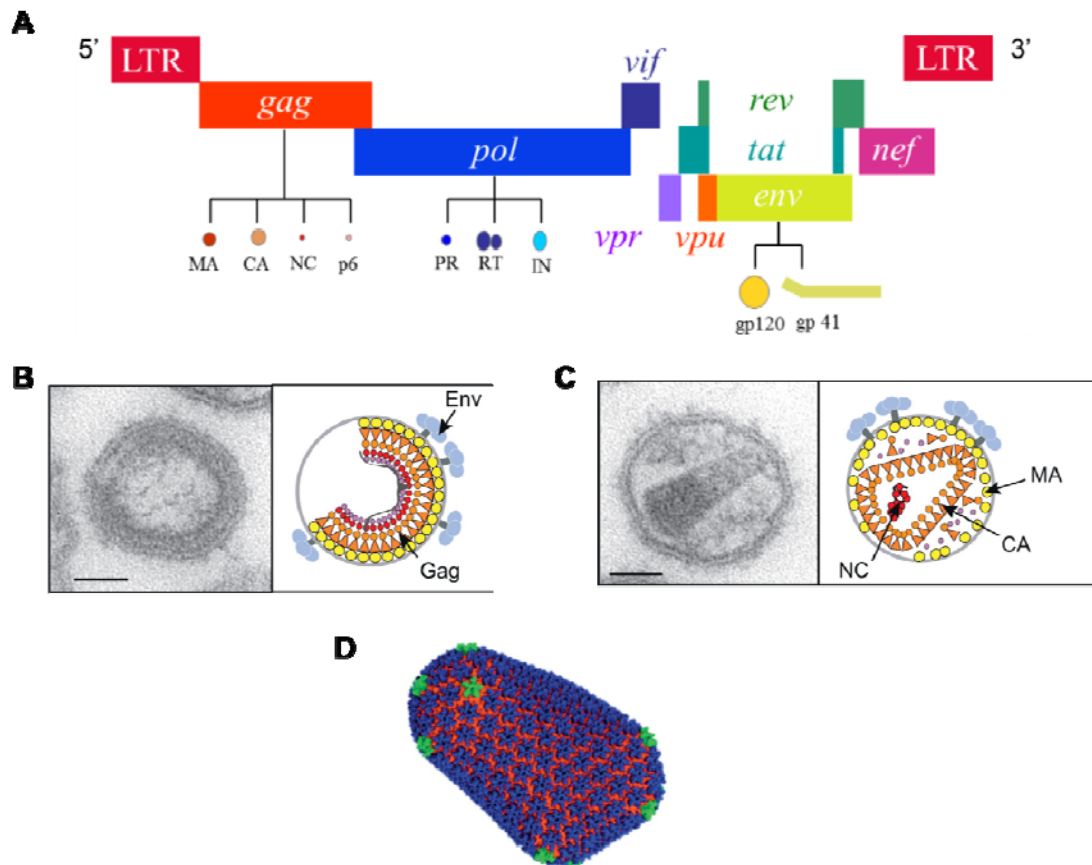 A
5’ LTR LTR 3’
vif
gag rev
pol tat nef
env
vpr vpu
MA CA NC p6 PR RT IN
gp120 gp 41
B C
Env
MA
CA
Gag NC
D